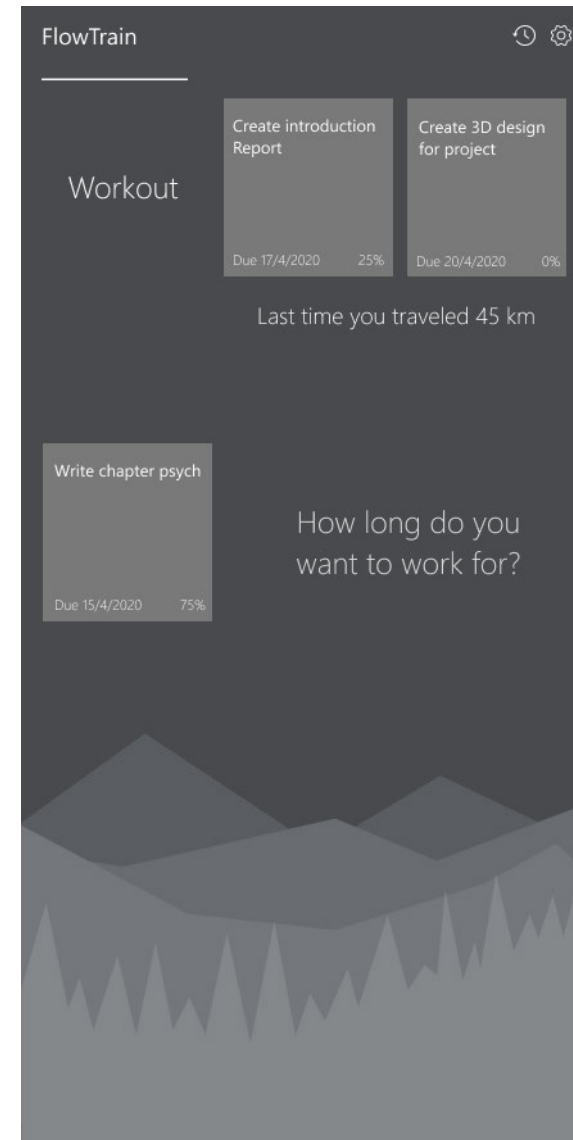 FlowTrain
Workout
Create introduction
Report
Due 17/4/2020 25%
Create 3D design
for project
Due 20/4/2020 0%
Last time you traveled 45 km
Write chapter psych
Due 15/4/2020 75%
How long do you
want to work for?